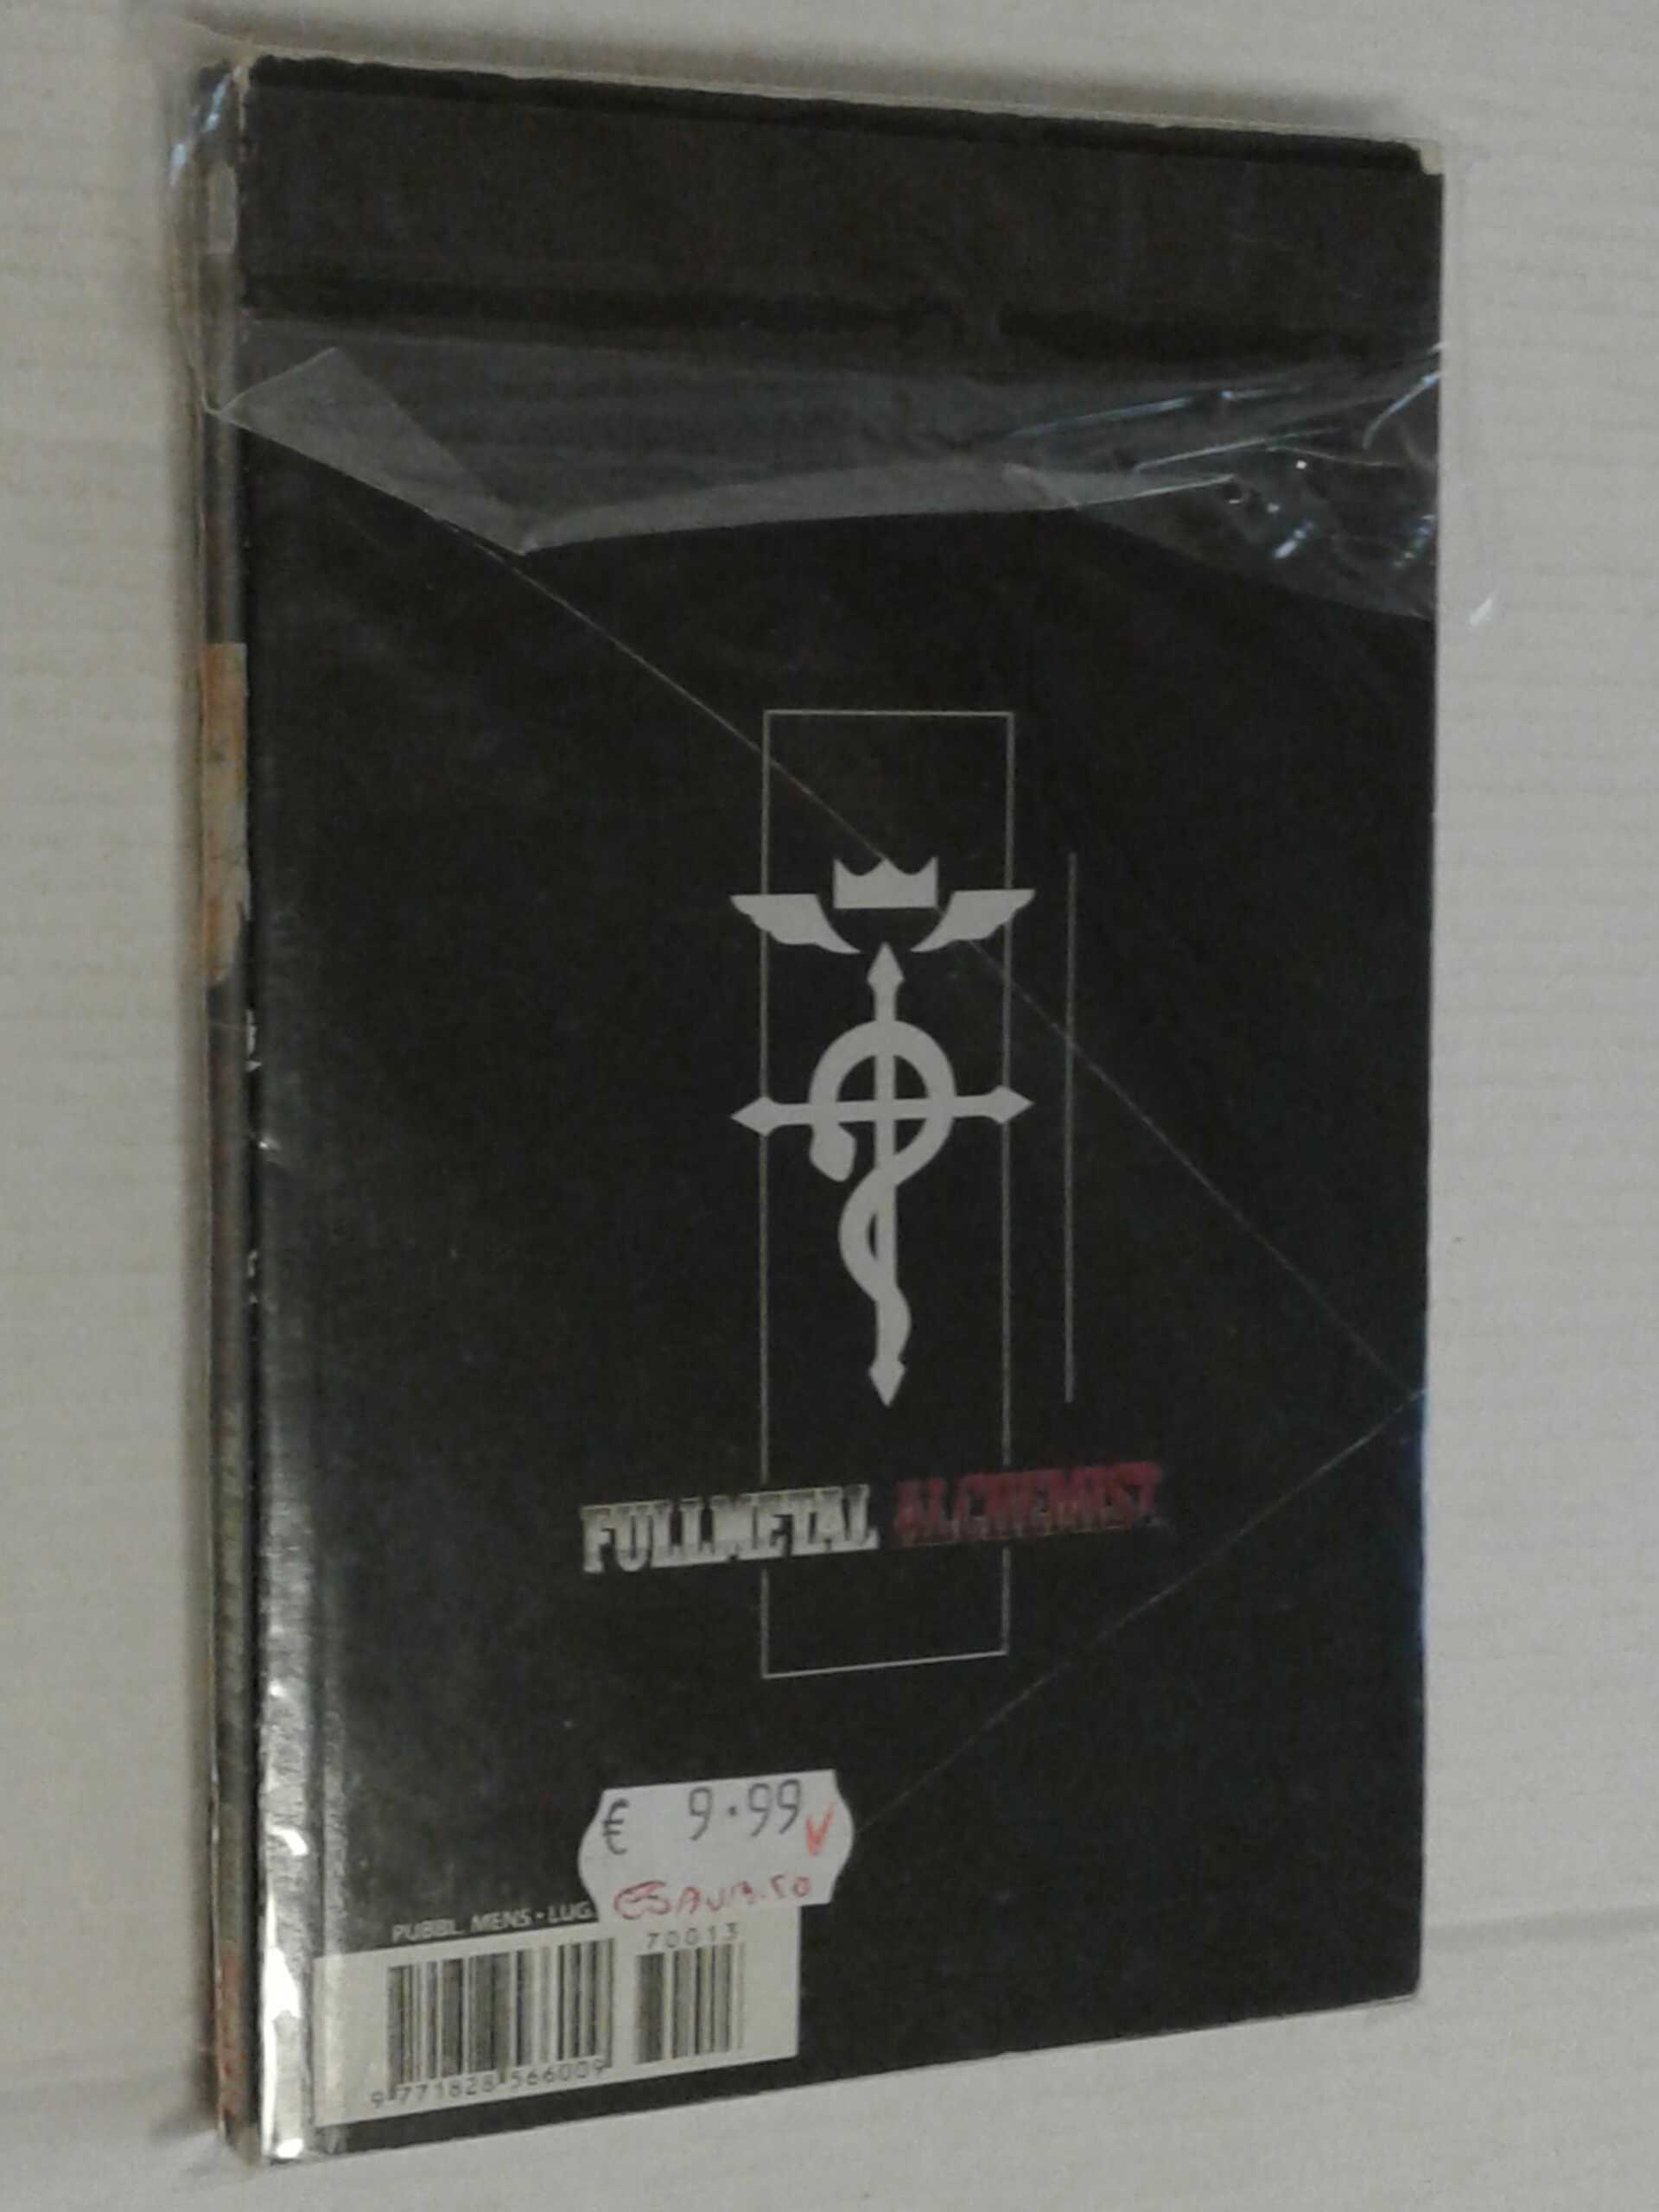 FULLMETAL ALCHEMIST
€ 9.99
ESAURITO
PUBBL. MENS • LUG.
70013
9 771828 566009